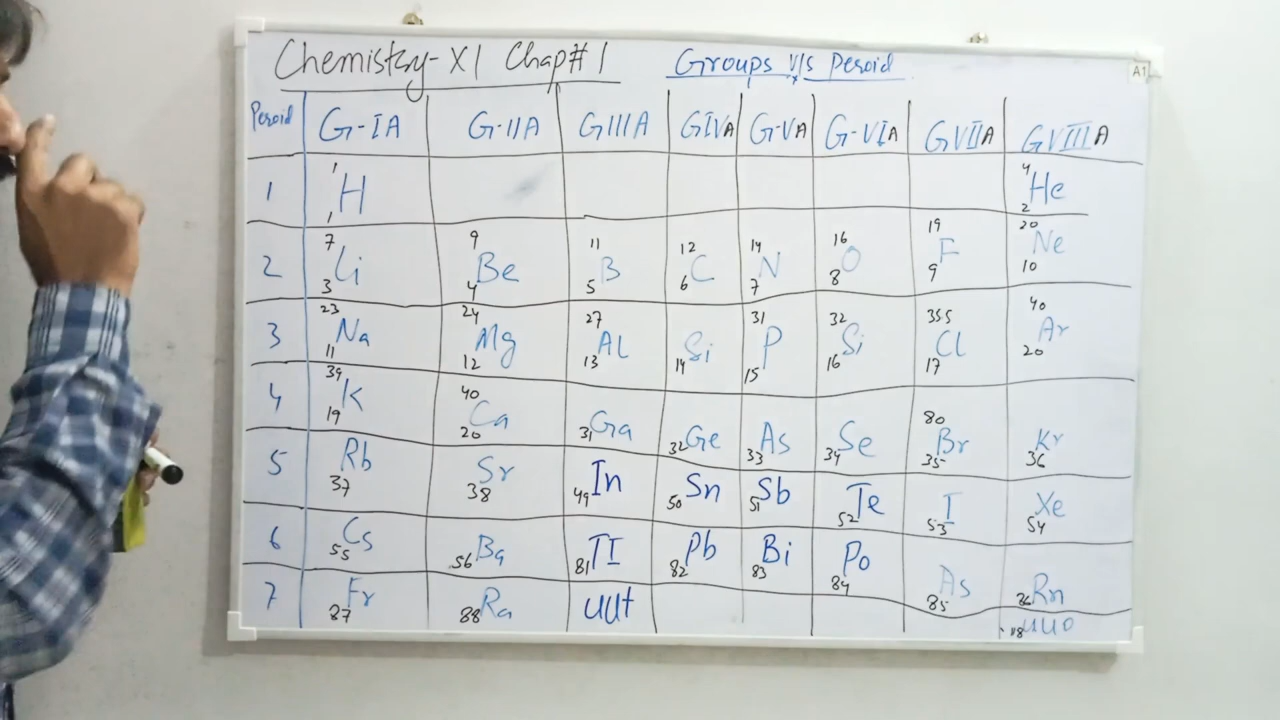 Chemistry-XI Chap#1 Groups v/s Peroid
A1
Peroid G-IA G-IIA GIIIA GIVA G-VA G-VIA GVIIA GVIIIA
1 1 H 1 4 He 2
2 7 Li 3 9 Be 4 11 B 5 12 C 6 14 N 7 16 O 8 19 F 9 20 Ne 10
3 23 Na 11 24 Mg 12 27 AL 13 Si 14 31 P 15 32 Si 16 355 Cl 17 40 Ar 20
4 39 K 19 40 Ca 20 31 Ga 32 Ge 33 As 34 Se 80 Br 35 Kr 36
5 Rb 37 Sr 38 49 In 50 Sn 51 Sb 52 Te 53 I 54 Xe
6 55 Cs 56 Ba 81 TI 82 Pb 83 Bi 84 Po 85 As 86 Rn
7 87 Fr 88 Ra uut 118 uuo